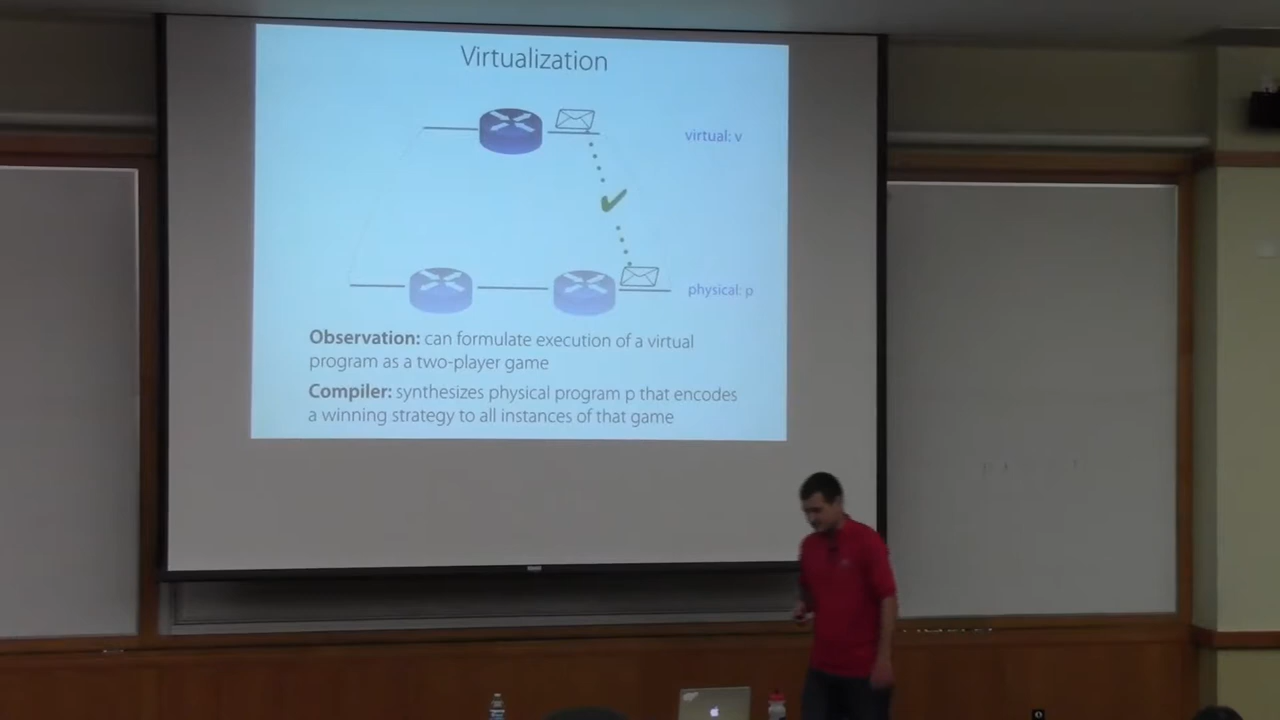 Virtualization
virtual: v
physical: p
Observation: can formulate execution of a virtual
program as a two-player game
Compiler: synthesizes physical program p that encodes
a winning strategy to all instances of that game